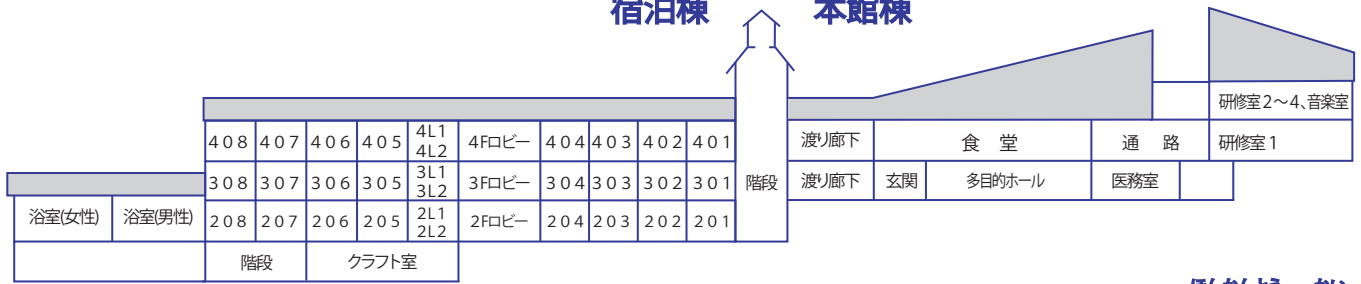 宿泊棟 本館棟
研修室2〜4、音楽室
408 407 406 405 4L1 4Fロビー 404 403 402 401 渡り廊下 食 堂 通 路 研修室1
4L2
308 307 306 305 3L1 3Fロビー 304 303 302 301 階段 渡り廊下 玄関 多目的ホール 医務室
3L2
浴室(女性) 浴室(男性) 208 207 206 205 2L1 2Fロビー 204 203 202 201
2L2
階段 クラフト室